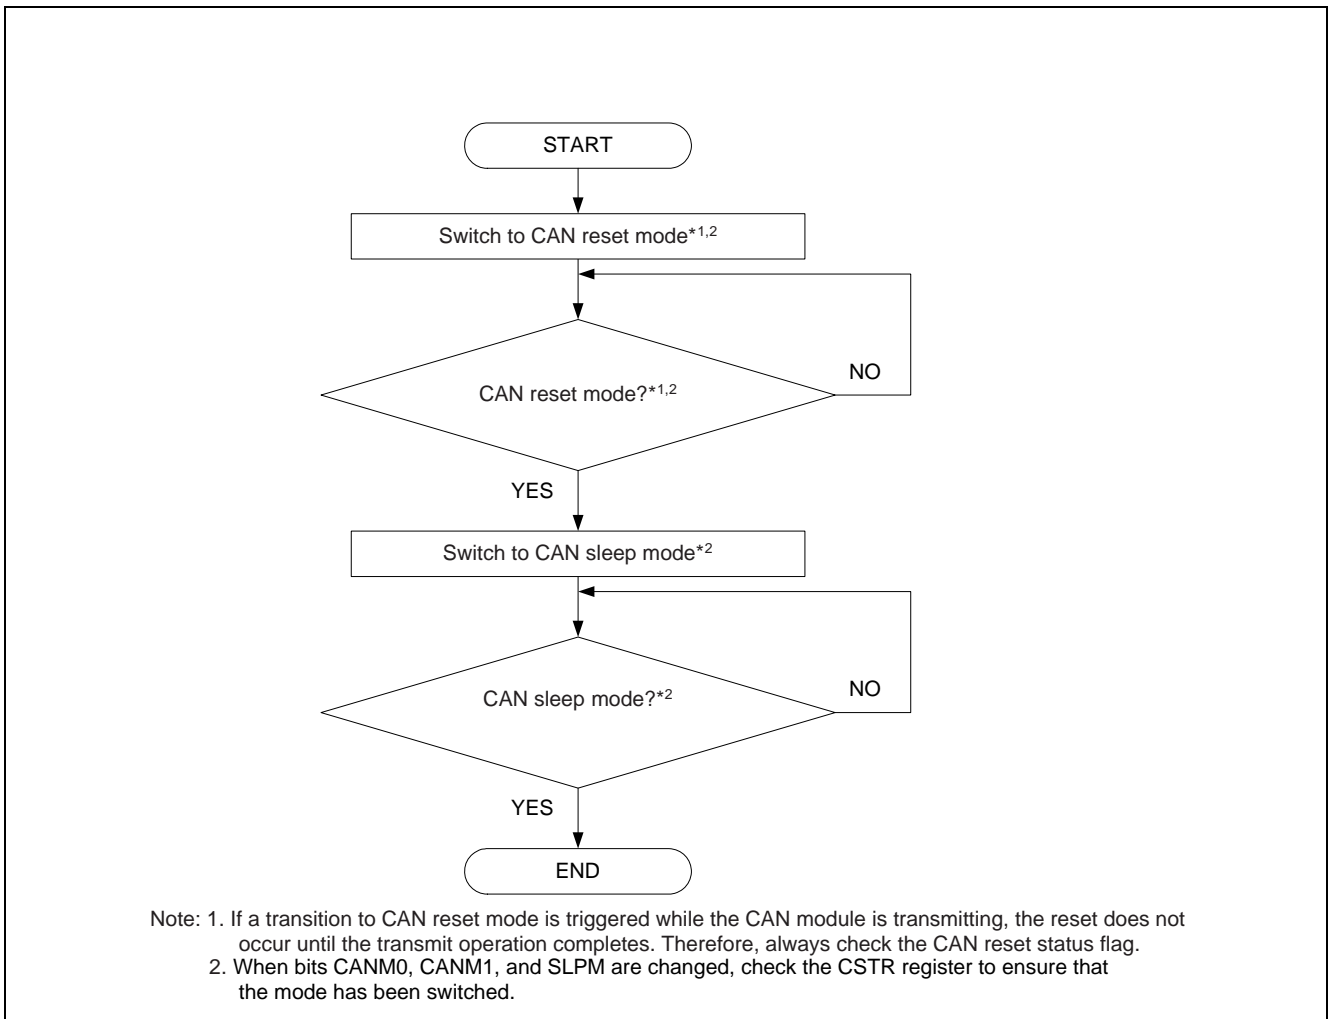 START
Switch to CAN reset mode*1,2
CAN reset mode?*1,2
NO
YES
Switch to CAN sleep mode*2
CAN sleep mode?*2
NO
YES
END
Note: 1. If a transition to CAN reset mode is triggered while the CAN module is transmitting, the reset does not
occur until the transmit operation completes. Therefore, always check the CAN reset status flag.
2. When bits CANM0, CANM1, and SLPM are changed, check the CSTR register to ensure that
the mode has been switched.